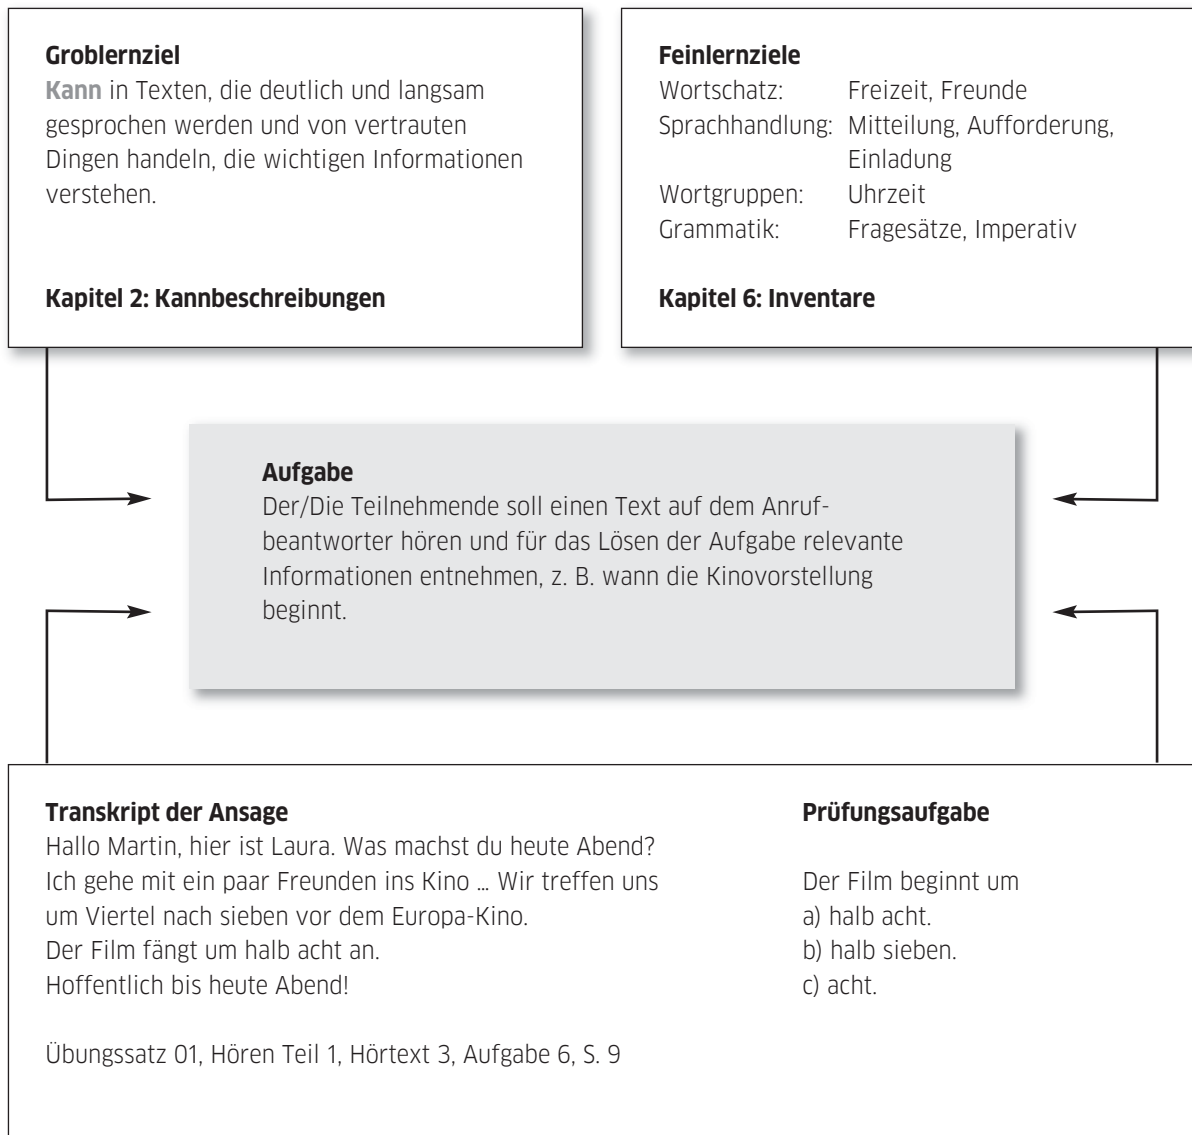 Groblernziel
Kann in Texten, die deutlich und langsam
gesprochen werden und von vertrauten
Dingen handeln, die wichtigen Informationen
verstehen.
Kapitel 2: Kannbeschreibungen
Feinlernziele
Wortschatz: Freizeit, Freunde
Sprachhandlung: Mitteilung, Aufforderung,
Einladung
Wortgruppen: Uhrzeit
Grammatik: Fragesätze, Imperativ
Kapitel 6: Inventare
Aufgabe
Der/Die Teilnehmende soll einen Text auf dem Anruf-
beantworter hören und für das Lösen der Aufgabe relevante
Informationen entnehmen, z. B. wann die Kinovorstellung
beginnt.
Transkript der Ansage
Hallo Martin, hier ist Laura. Was machst du heute Abend?
Ich gehe mit ein paar Freunden ins Kino … Wir treffen uns
um Viertel nach sieben vor dem Europa-Kino.
Der Film fängt um halb acht an.
Hoffentlich bis heute Abend!
Übungssatz 01, Hören Teil 1, Hörtext 3, Aufgabe 6, S. 9
Prüfungsaufgabe
Der Film beginnt um
a) halb acht.
b) halb sieben.
c) acht.